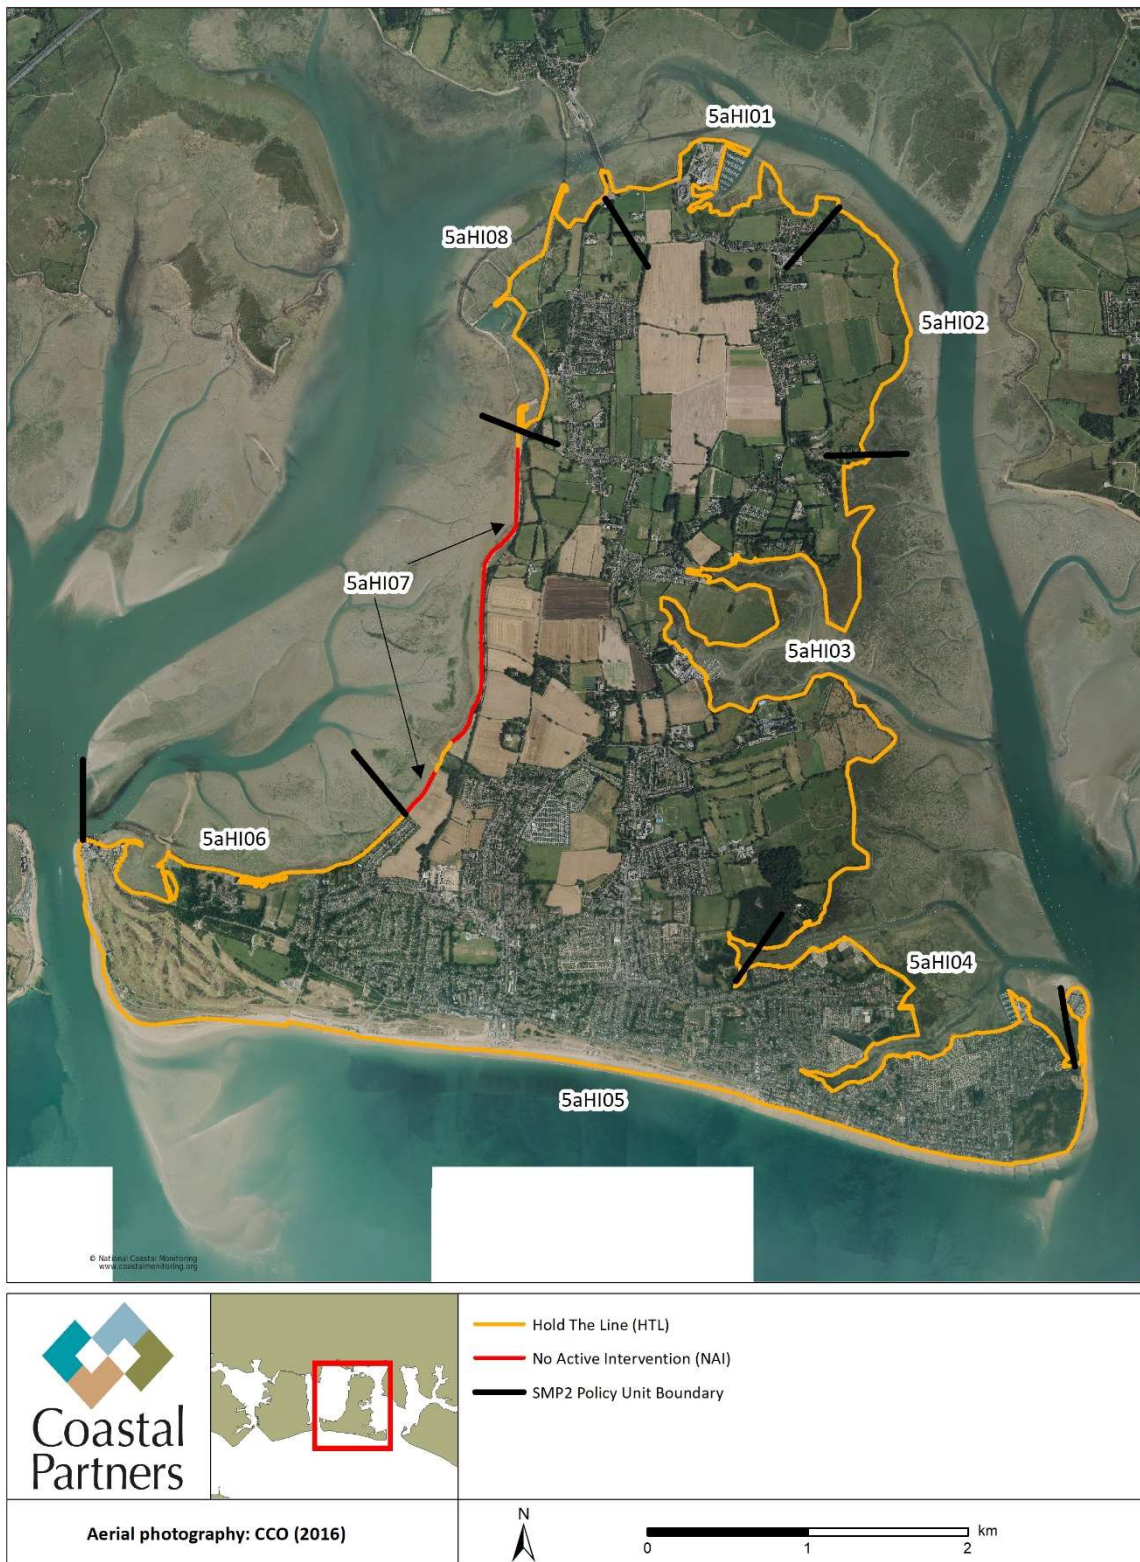 5aHI01
5aHI08
5aHI02
5aHI07
5aHI03
5aHI06
5aHI04
5aHI05
© National Coastal Monitoring
www.coastalmonitoring.org
Coastal
Partners
Hold The Line (HTL)
No Active Intervention (NAI)
SMP2 Policy Unit Boundary
Aerial photography: CCO (2016)
N
km
0 1 2